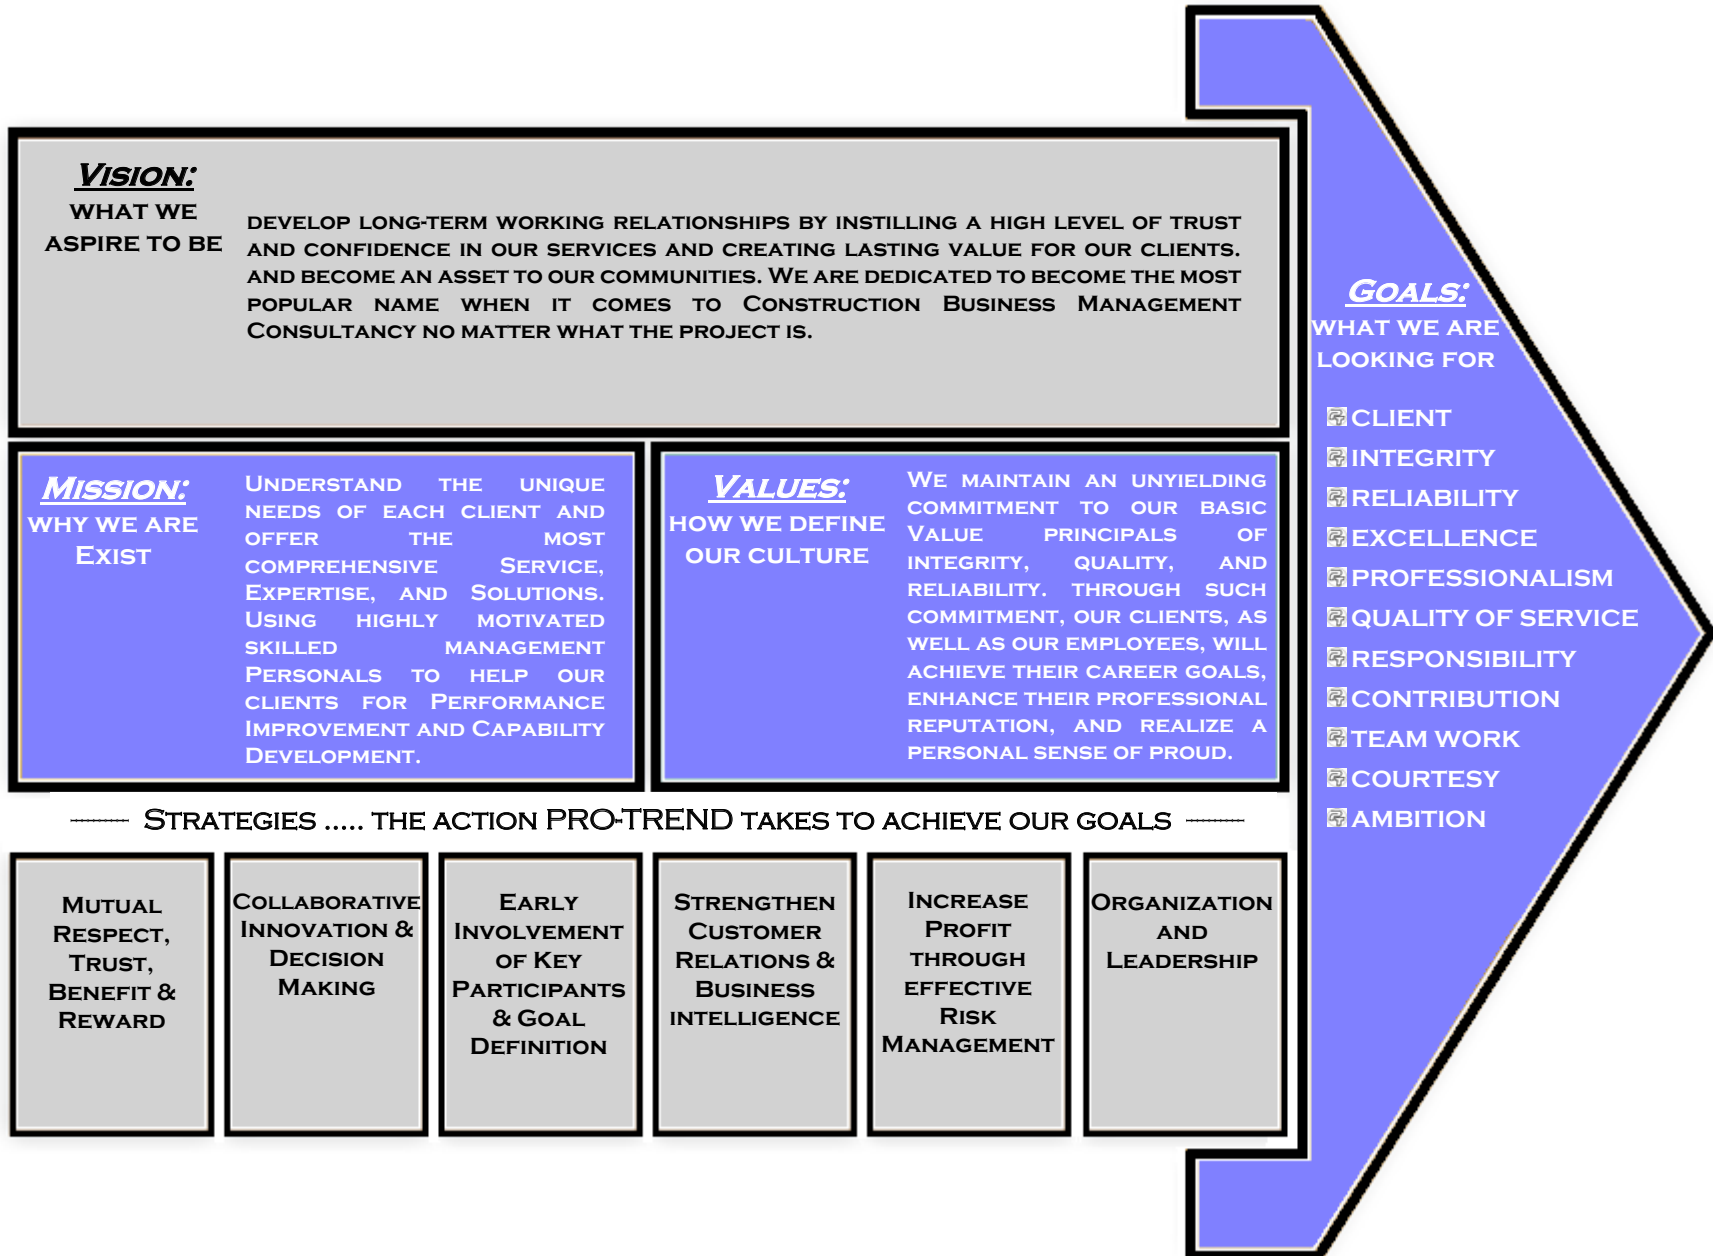 Vision:
what we
aspire to be
develop long-term working relationships by instilling a high level of trust
and confidence in our services and creating lasting value for our clients.
and become an asset to our communities. We are dedicated to become the most
popular name when it comes to Construction Business Management
Consultancy no matter what the project is.
Mission:
why we are
Exist
Understand the unique
needs of each client and
offer the most
comprehensive Service,
Expertise, and Solutions.
Using highly motivated
skilled management
Personals to help our
clients for Performance
Improvement and Capability
Development.
Values:
how we define
our culture
We maintain an unyielding
commitment to our basic
Value principals of
integrity, quality, and
reliability. through such
commitment, our clients, as
well as our employees, will
achieve their career goals,
enhance their professional
reputation, and realize a
personal sense of proud.
Strategies ..... the action PRO-TREND takes to achieve our goals
Mutual
Respect,
Trust,
Benefit &
Reward
Collaborative
Innovation &
Decision
Making
Early
Involvement
of Key
Participants
& Goal
Definition
Strengthen
Customer
Relations &
Business
intelligence
Increase
Profit
through
effective
Risk
Management
Organization
and
Leadership
Goals:
what we are
looking for
client
integrity
reliability
excellence
professionalism
quality of service
responsibility
contribution
team work
courtesy
ambition